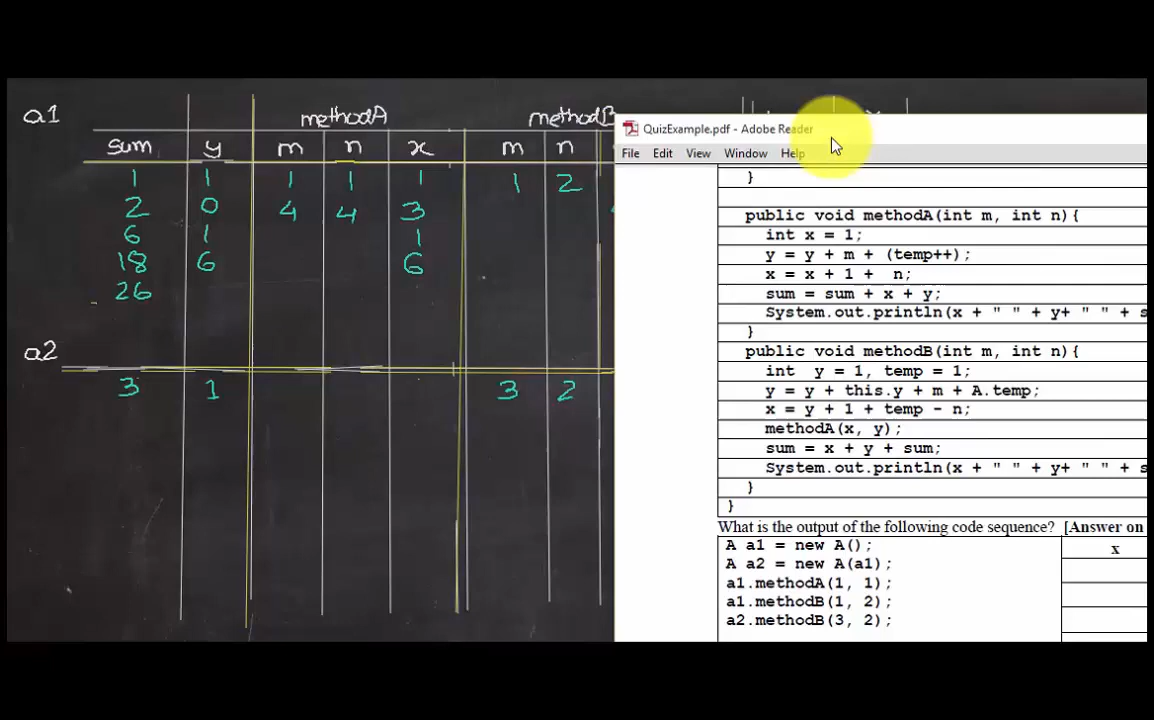 a1
methodA methodB
sum y m n x m n
1 1 1 1 1 1 2
2 0 4 4 3
6 1 1
18 6 6
26
a2
3 1 3 2
QuizExample.pdf - Adobe Reader
File Edit View Window Help
}
public void methodA(int m, int n){
int x = 1;
y = y + m + (temp++);
x = x + 1 + n;
sum = sum + x + y;
System.out.println(x + " " + y+ " " + s
}
public void methodB(int m, int n){
int y = 1, temp = 1;
y = y + this.y + m + A.temp;
x = y + 1 + temp - n;
methodA(x, y);
sum = x + y + sum;
System.out.println(x + " " + y+ " " + s
}
}
What is the output of the following code sequence? [Answer on
A a1 = new A(); x
A a2 = new A(a1);
a1.methodA(1, 1);
a1.methodB(1, 2);
a2.methodB(3, 2);